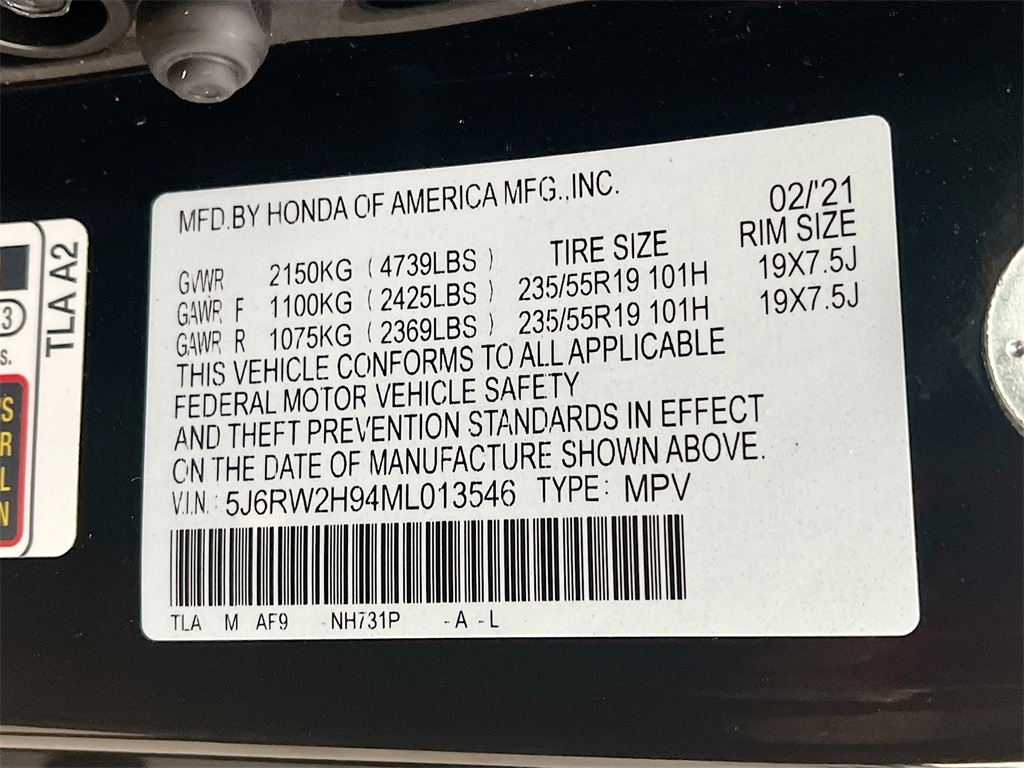 MFD.BY HONDA OF AMERICA MFG.,INC.
02/'21
TIRE SIZE RIM SIZE
GVWR 2150KG (4739LBS)
GAWR F 1100KG (2425LBS) 235/55R19 101H 19X7.5J
GAWR R 1075KG (2369LBS) 235/55R19 101H 19X7.5J
THIS VEHICLE CONFORMS TO ALL APPLICABLE
FEDERAL MOTOR VEHICLE SAFETY
AND THEFT PREVENTION STANDARDS IN EFFECT
ON THE DATE OF MANUFACTURE SHOWN ABOVE.
V.I.N.: 5J6RW2H94ML013546 TYPE: MPV
TLA M AF9 -NH731P -A -L
TLA A2
3